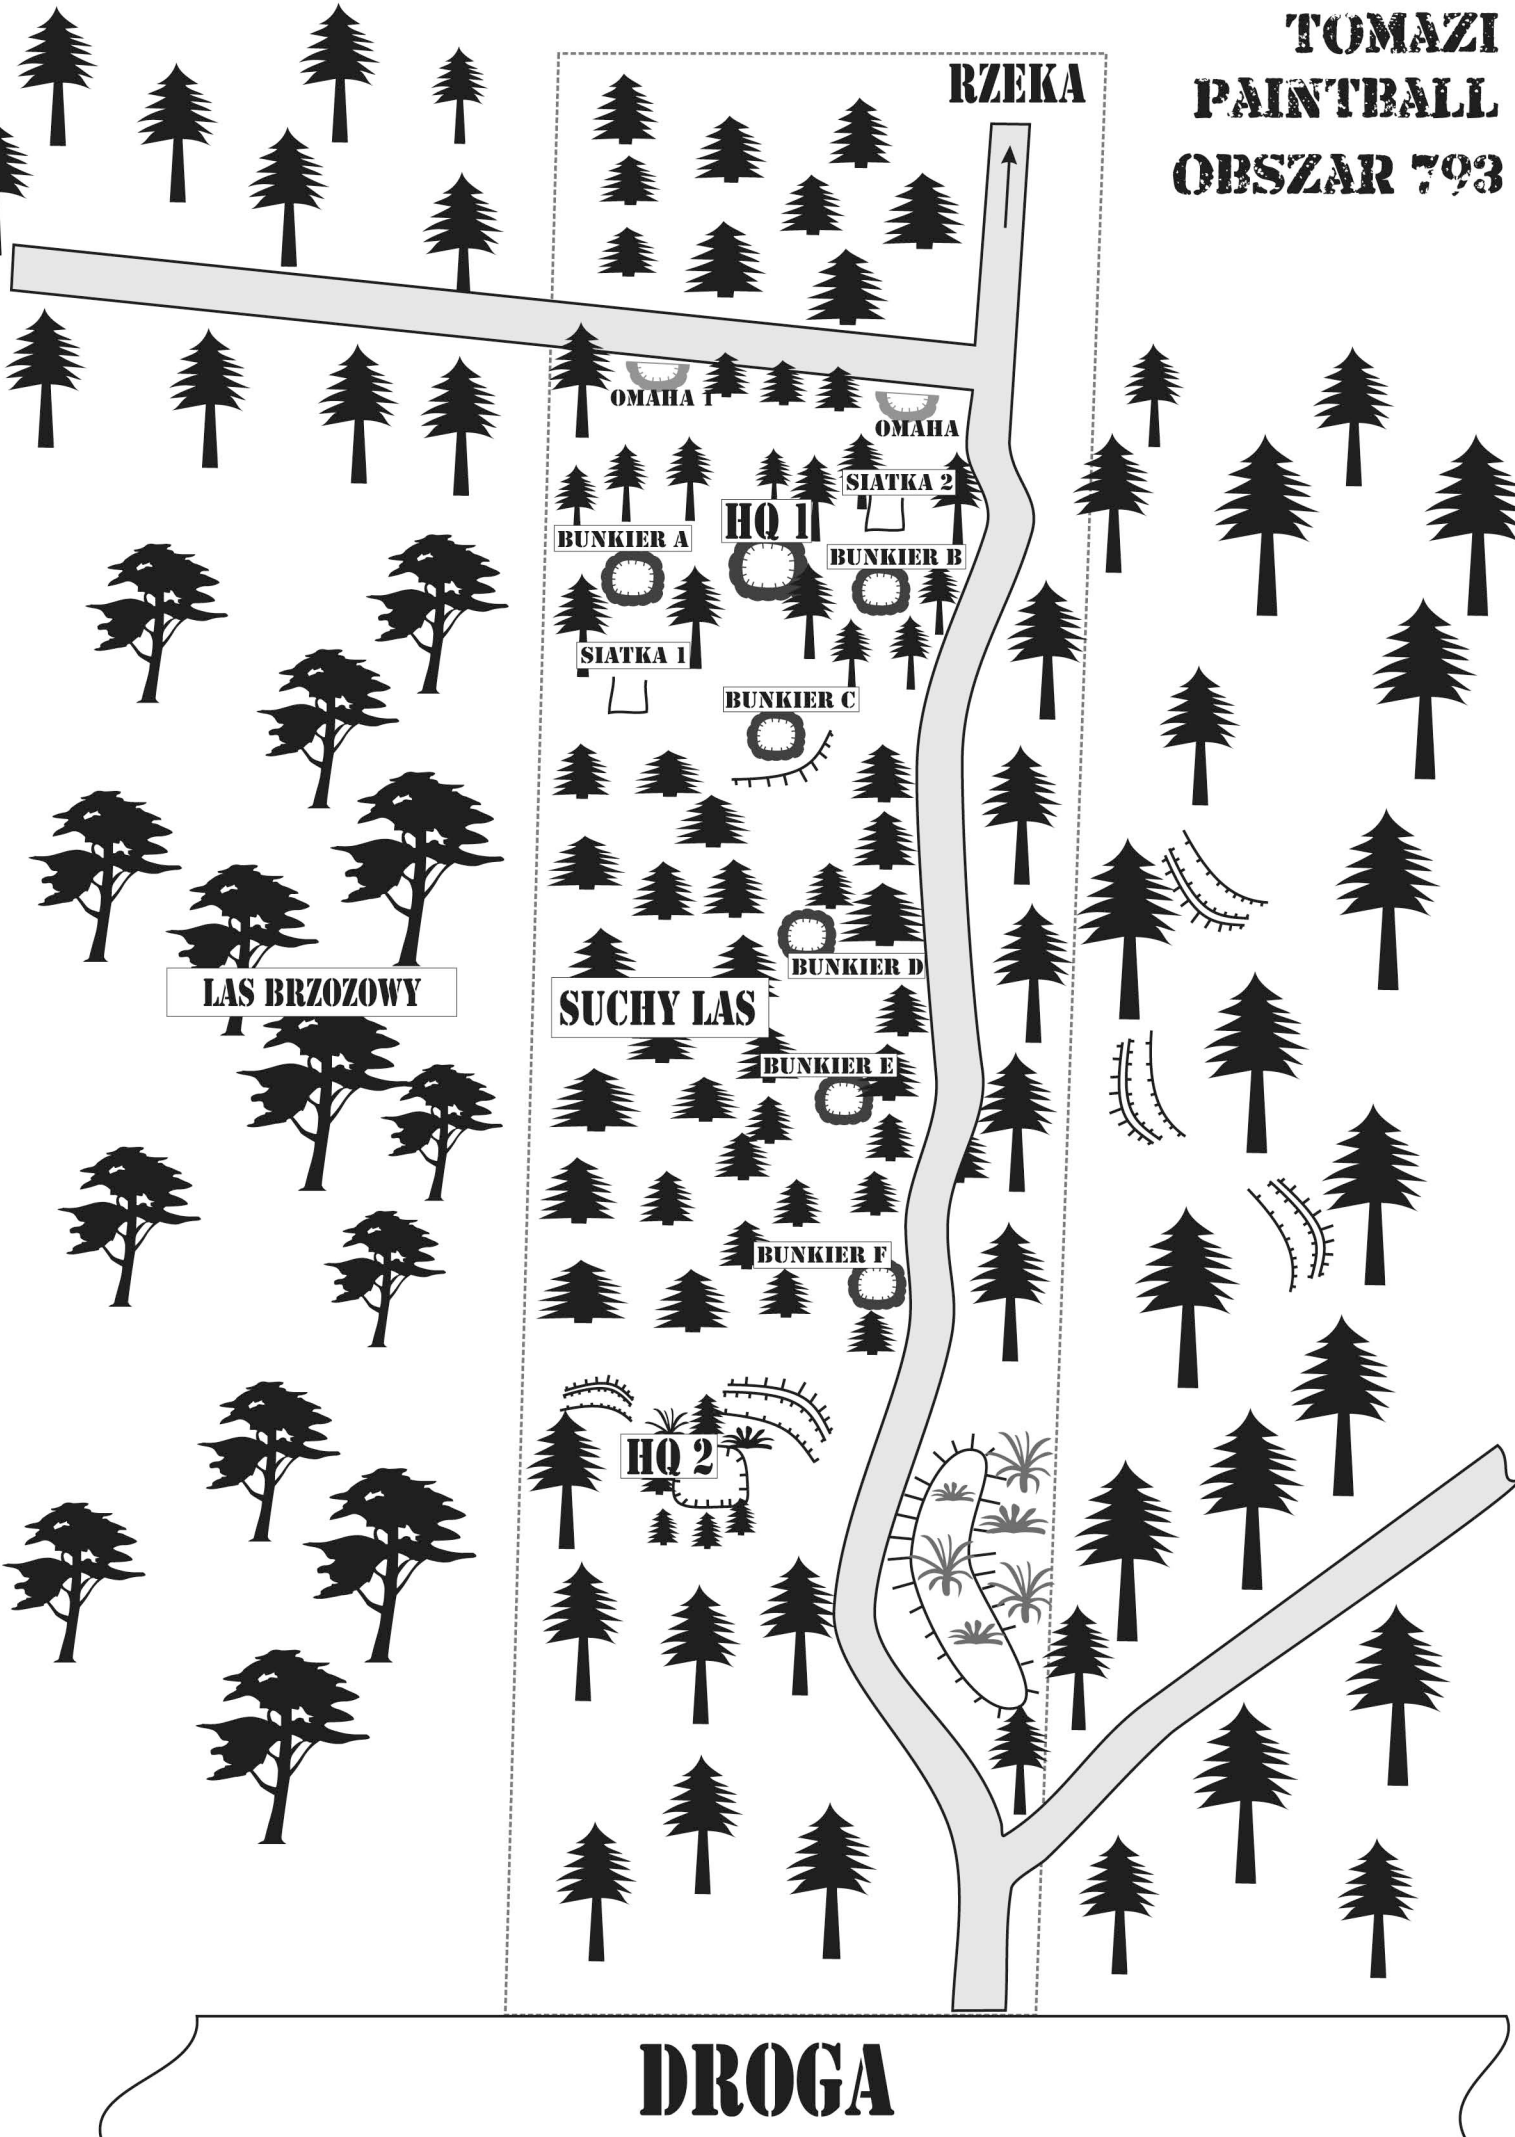 TOMAZI
PAINTBALL
OBSZAR 793
RZEKA
OMAHA 1
OMAHA
SIATKA 2
HQ 1
BUNKIER A
BUNKIER B
SIATKA 1
BUNKIER C
BUNKIER D
LAS BRZOZOWY
SUCHY LAS
BUNKIER E
BUNKIER F
HQ 2
DROGA